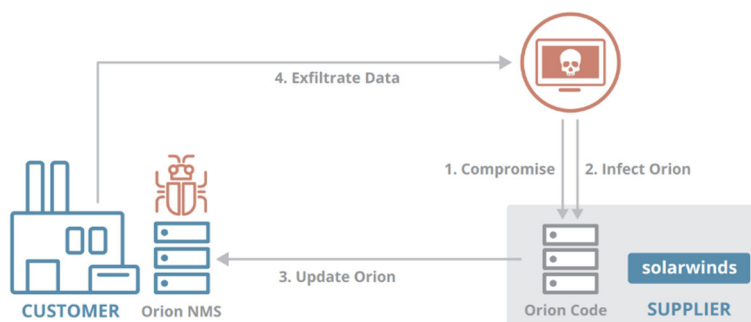 4. Exfiltrate Data
1. Compromise
2. Infect Orion
3. Update Orion
solarwinds
CUSTOMER
Orion NMS
Orion Code
SUPPLIER